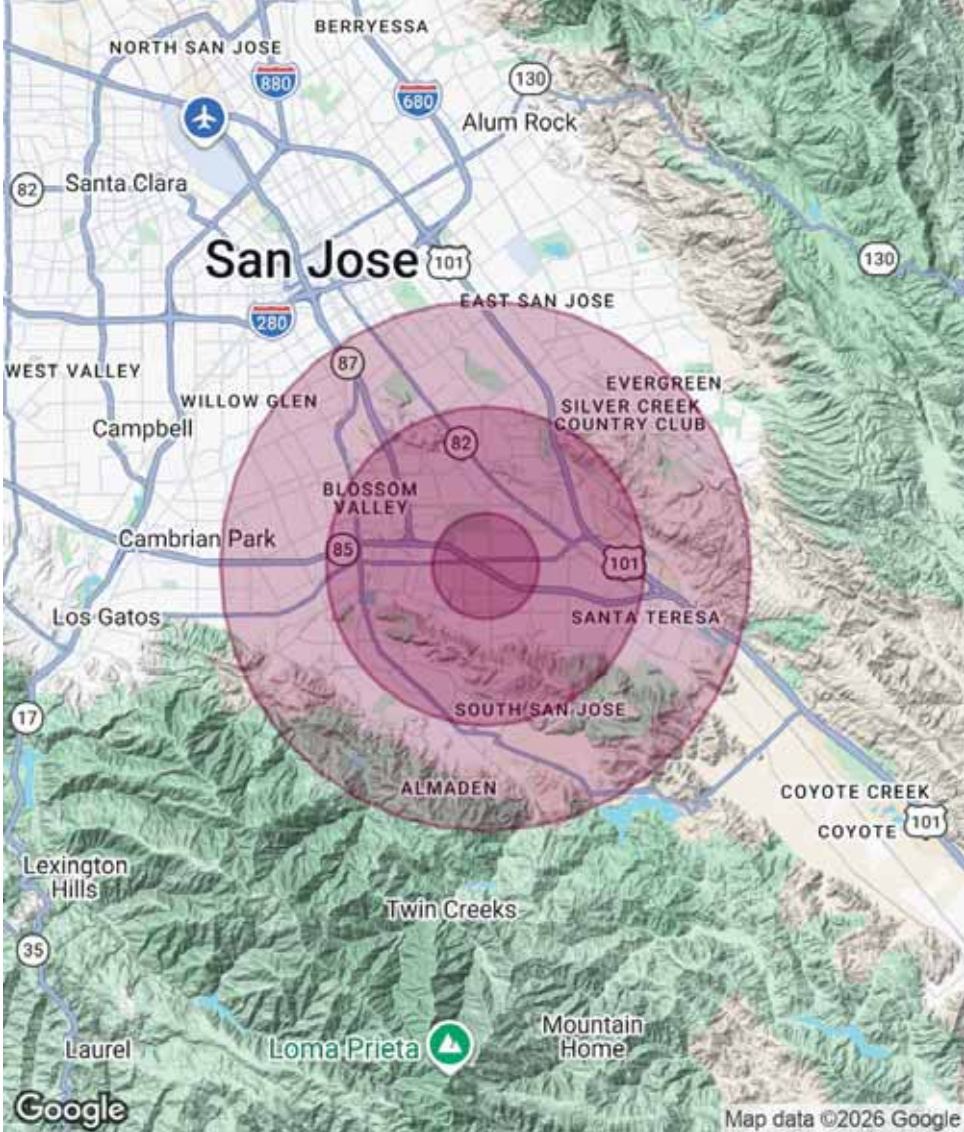 BERRYESSA
NORTH SAN JOSE
880
680
130
Alum Rock
82
Santa Clara
San Jose
101
130
280
EAST SAN JOSE
87
WEST VALLEY
EVERGREEN
WILLOW GLEN
SILVER CREEK
COUNTRY CLUB
Campbell
82
BLOSSOM
VALLEY
Cambrian Park
85
101
Los Gatos
SANTA TERESA
17
SOUTH SAN JOSE
ALMADEN
COYOTE CREEK
COYOTE
101
Lexington
Hills
Twin Creeks
35
Mountain
Home
Laurel
Loma Prieta
Google
Map data ©2026 Google